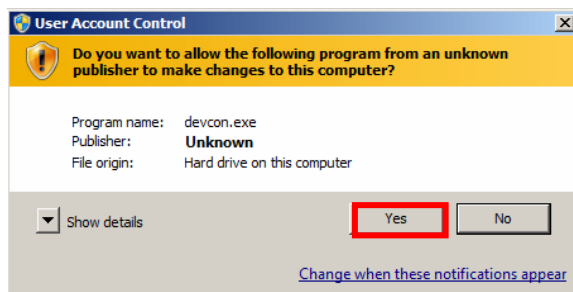 User Account Control
Do you want to allow the following program from an unknown
publisher to make changes to this computer?
Program name: devcon.exe
Publisher: Unknown
File origin: Hard drive on this computer
Show details
Yes No
Change when these notifications appear